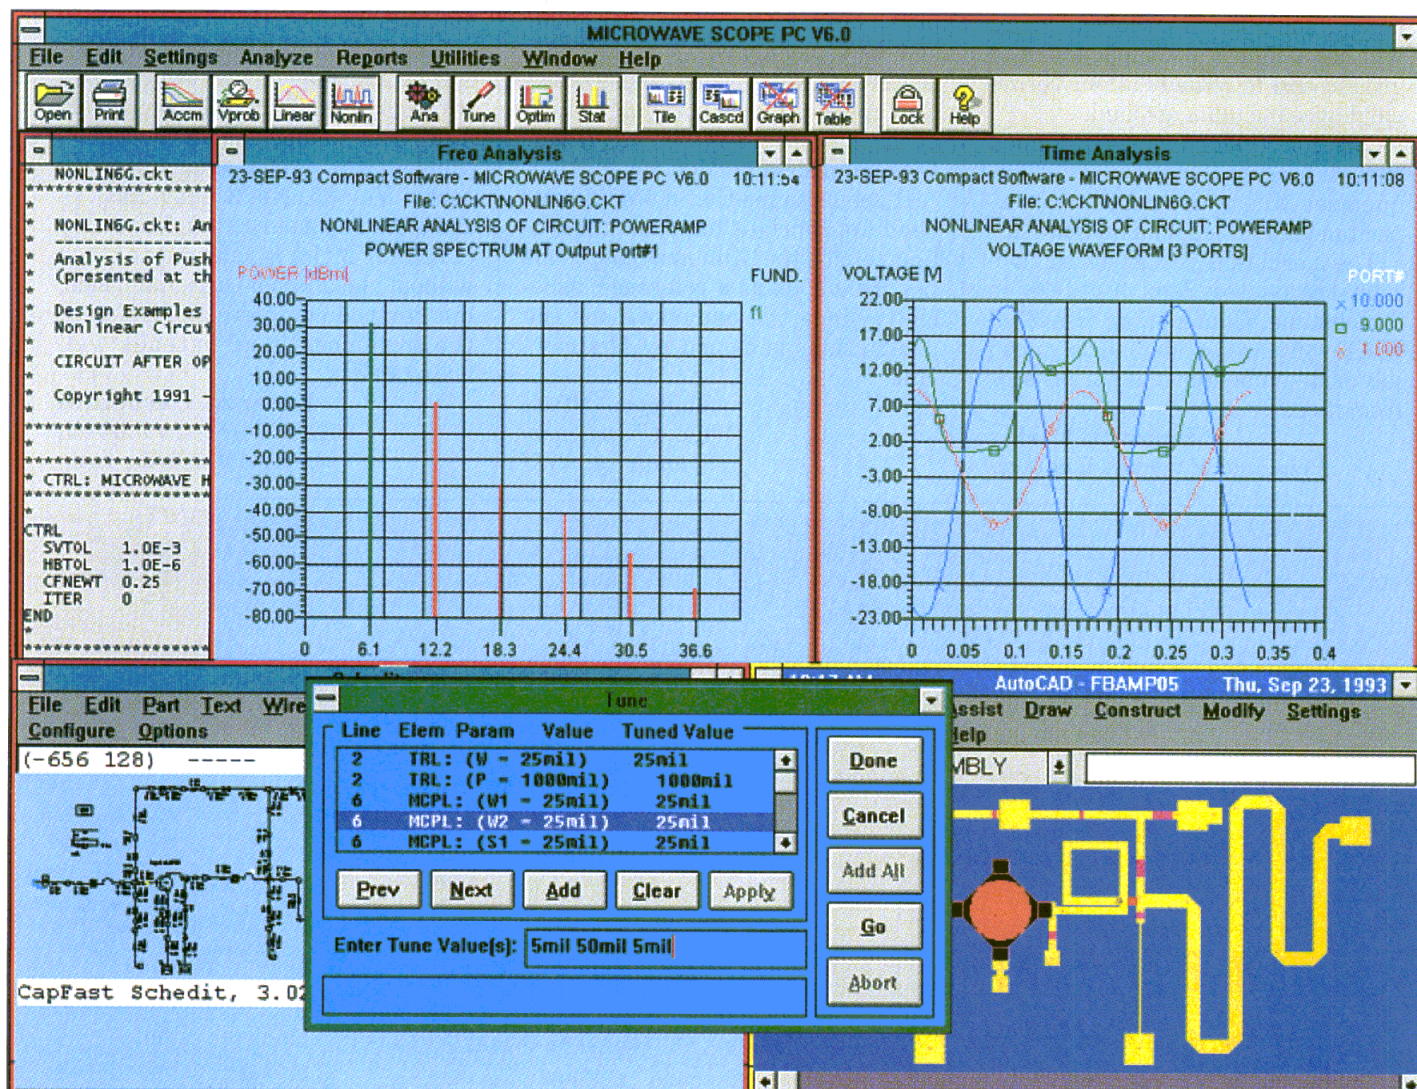 MICROWAVE SCOPE PC V6.0
File Edit Settings Analyze Reports Utilities Window Help
Open Print Accm Vprob Linear Nonlin Ana Tune Optim Stat Tile Cascd Graph Table Lock Help
* NONLIN6G.ckt
*
* NONLIN6G.ckt: An
* Analysis of Push
* (presented at th
*
* Design Examples
* Nonlinear Circui
*
* CIRCUIT AFTER OP
*
* Copyright 1991 -
*
* CTRL: MICROWAVE H
*
CTRL
SVTOL 1.0E-3
HBTOL 1.0E-6
CFNEWT 0.25
ITER 0
END
*
Freq Analysis
23-SEP-93 Compact Software - MICROWAVE SCOPE PC V6.0 10:11:54
File: C:\CKT\NONLIN6G.CKT
NONLINEAR ANALYSIS OF CIRCUIT: POWERAMP
POWER SPECTRUM AT Output Port#1
POWER [dBm]
FUND.
f1
40.00
30.00
20.00
10.00
0.00
-10.00
-20.00
-30.00
-40.00
-50.00
-60.00
-70.00
-80.00
0 6.1 12.2 18.3 24.4 30.5 36.6
Time Analysis
23-SEP-93 Compact Software - MICROWAVE SCOPE PC V6.0 10:11:08
File: C:\CKT\NONLIN6G.CKT
NONLINEAR ANALYSIS OF CIRCUIT: POWERAMP
VOLTAGE WAVEFORM [3 PORTS]
VOLTAGE [V]
PORT#
10.000
9.000
1.000
22.00
17.00
12.00
7.00
2.00
-3.00
-8.00
-13.00
-18.00
-23.00
0 0.05 0.1 0.15 0.2 0.25 0.3 0.35 0.4
File Edit Part Text Wire
Configure Options
(-656 128) -----
CapFast Schedit, 3.02
Tune
Line Elem Param Value Tuned Value
2 TRL: (W = 25mil) 25mil
2 TRL: (P = 1000mil) 1000mil
6 MCPL: (W1 = 25mil) 25mil
6 MCPL: (W2 = 25mil) 25mil
6 MCPL: (S1 = 25mil) 25mil
Prev Next Add Clear Apply
Enter Tune Value(s): 5mil 50mil 5mil
Done
Cancel
Add All
Go
Abort
AutoCAD - FBAMP05 Thu, Sep 23, 1993
Assist Draw Construct Modify Settings
Help
MBLY